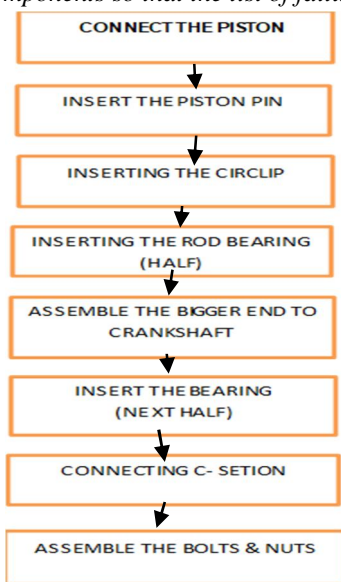 CONNECT THE PISTON
INSERT THE PISTON PIN
INSERTING THE CIRCLIP
INSERTING THE ROD BEARING
(HALF)
ASSEMBLE THE BIGGER END TO
CRANKSHAFT
INSERT THE BEARING
(NEXT HALF)
CONNECTING C- SETION
ASSEMBLE THE BOLTS & NUTS